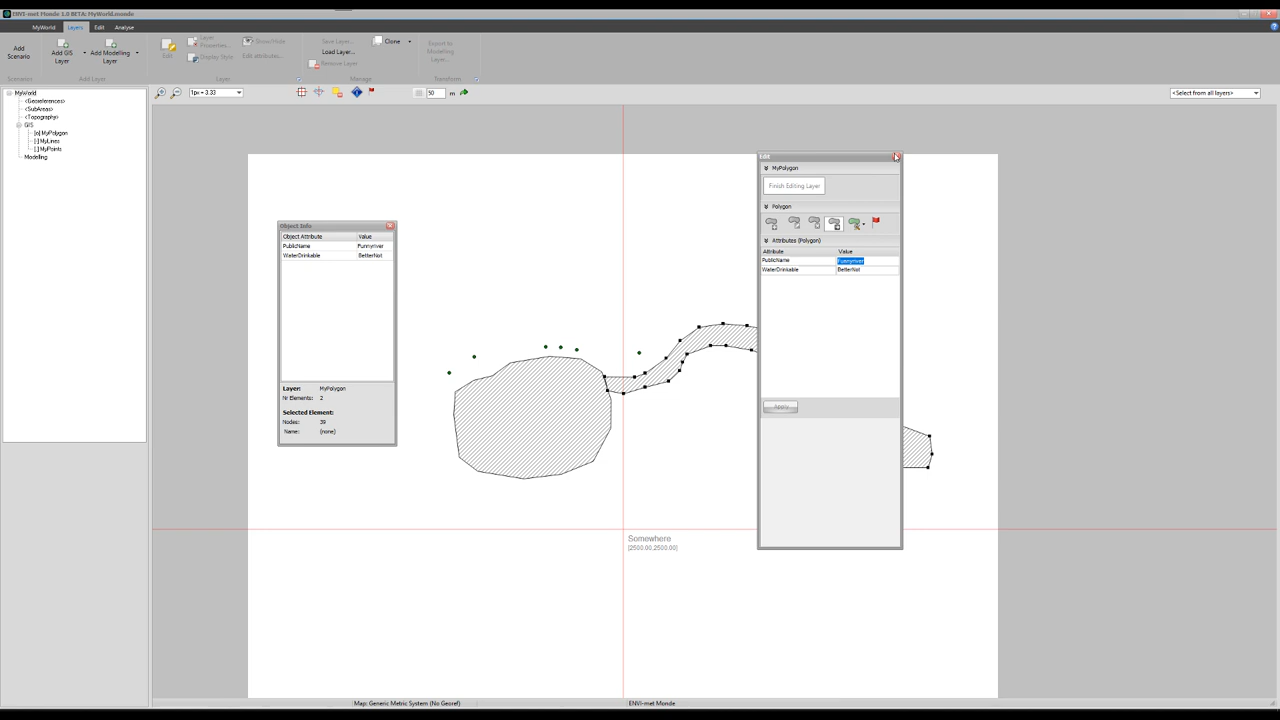 ENVI-met Monde 1.0 BETA: MyWorld.monde
MyWorld Layers Edit Analyse
Add Scenario
Add GIS Layer
Add Modelling Layer
Edit
Layer Properties...
Display Style
Show/Hide
Edit attributes...
Save Layer...
Load Layer...
Remove Layer
Clone
Export to Modelling Layer...
Scenarios Add Layer Layer Manage Transform
1px = 3.33
50 m
<Select from all layers>
MyWorld
<Georeferences>
<SubAreas>
<Topography>
GIS
[o] MyPolygon
[-] MyLines
[-] MyPoints
Modeling
Object Info
Object Attribute Value
PublicName Funnyriver
WaterDrinkable BetterNot
Layer: MyPolygon
Nr Elements: 2
Selected Element:
Nodes: 39
Name: (none)
Edit
MyPolygon
Finish Editing Layer
Polygon
Attributes (Polygon)
Attribute Value
PublicName Funnyriver
WaterDrinkable BetterNot
Apply
Somewhere
[2500.00,2500.00]
Map: Generic Metric System (No Georef)
ENVI-met Monde